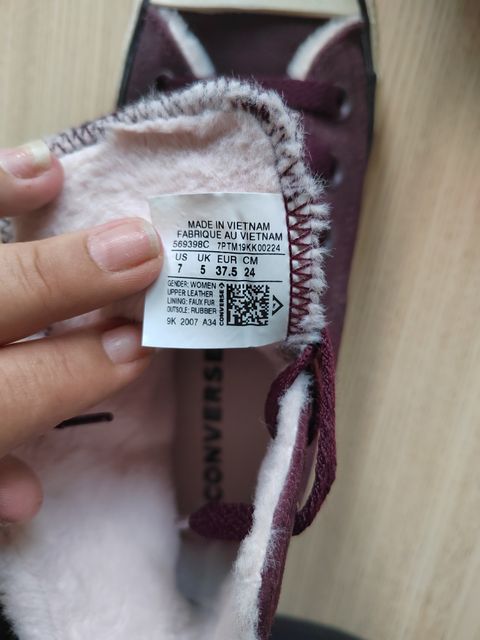 MADE IN VIETNAM
FABRIQUE AU VIETNAM
569398C 7PTM19KK00224
US UK EUR CM
7 5 37.5 24
GENDER: WOMEN
UPPER: LEATHER
LINING: FAUX FUR
OUTSOLE: RUBBER
CONVERSE
9K 2007 A34
CONVERSE